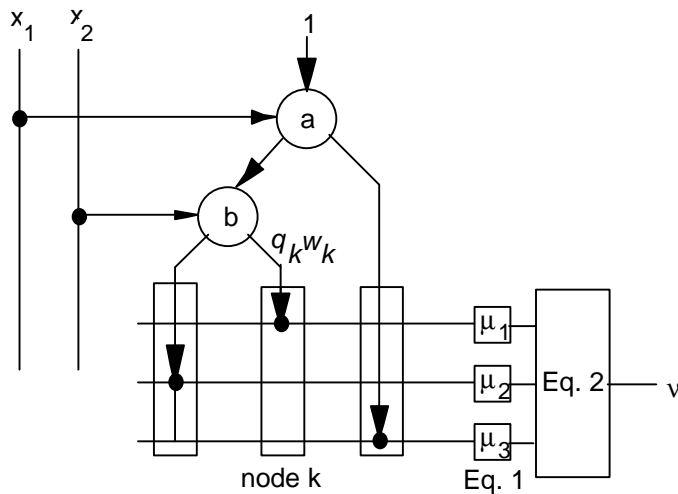 x1 x2 1
a
b
qkwk
μ1
μ2 Eq. 2 ν
μ3
node k Eq. 1